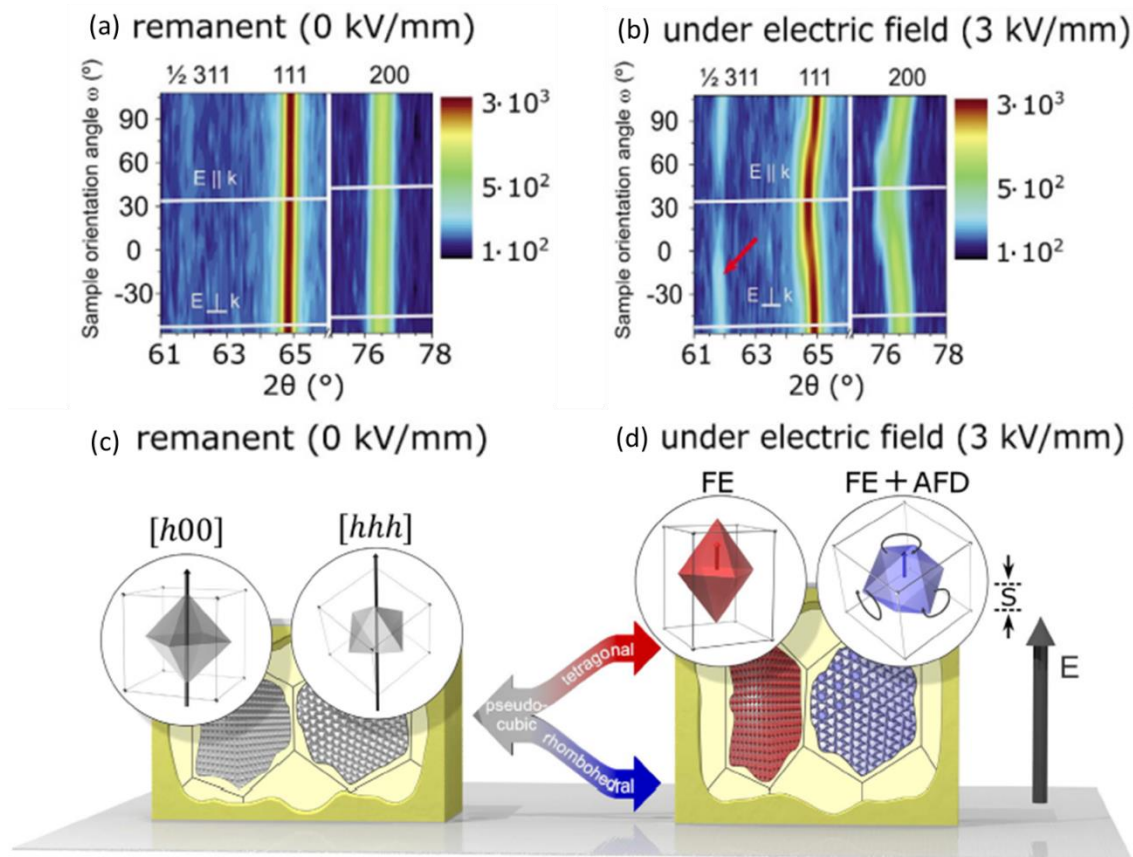 (a) remanent (0 kV/mm)
½ 311 111 200
Sample orientation angle ω (°)
90
60
30
0
-30
E || k
E ⊥ k
61 63 65 76 78
2θ (°)
3·10³
5·10²
1·10²
(b) under electric field (3 kV/mm)
½ 311 111 200
Sample orientation angle ω (°)
90
60
30
0
-30
E || k
E ⊥ k
61 63 65 76 78
2θ (°)
3·10³
5·10²
1·10²
(c) remanent (0 kV/mm)
[h00] [hhh]
(d) under electric field (3 kV/mm)
FE FE + AFD
S
E
tetragonal
pseudo-
cubic
rhombohedral